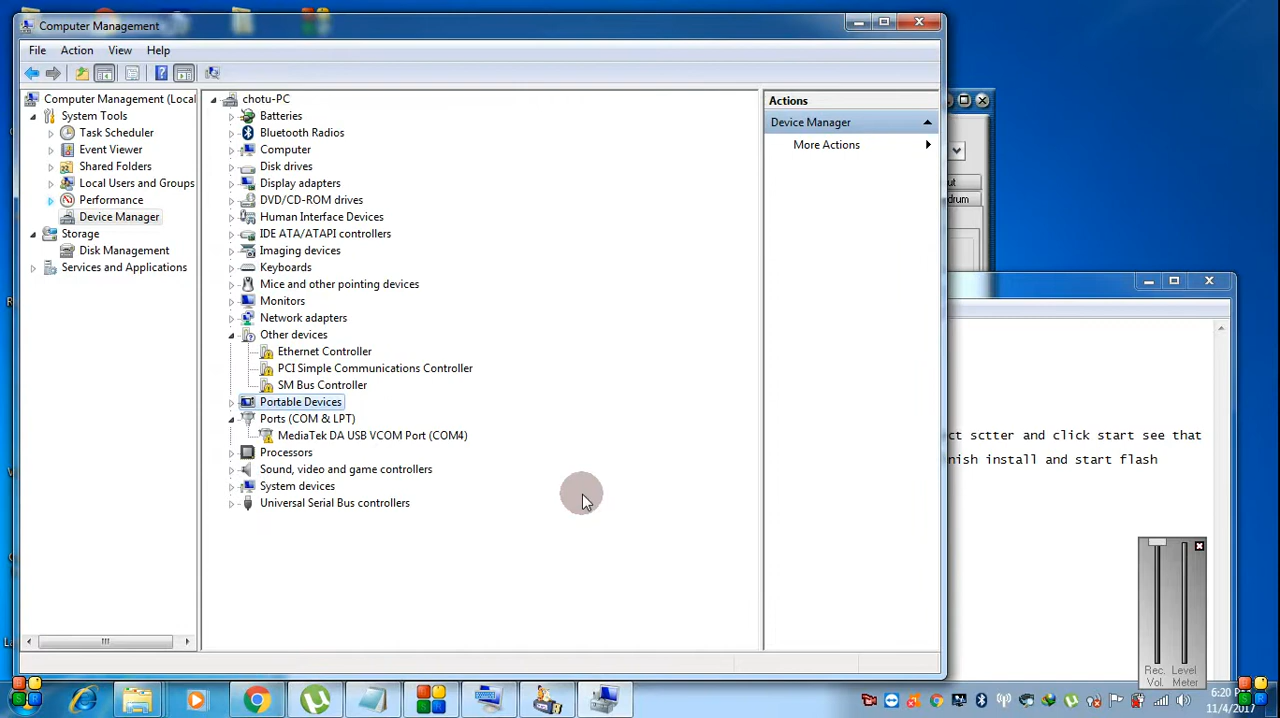 Computer Management
File Action View Help
Computer Management (Local
System Tools
Task Scheduler
Event Viewer
Shared Folders
Local Users and Groups
Performance
Device Manager
Storage
Disk Management
Services and Applications
chotu-PC
Batteries
Bluetooth Radios
Computer
Disk drives
Display adapters
DVD/CD-ROM drives
Human Interface Devices
IDE ATA/ATAPI controllers
Imaging devices
Keyboards
Mice and other pointing devices
Monitors
Network adapters
Other devices
Ethernet Controller
PCI Simple Communications Controller
SM Bus Controller
Portable Devices
Ports (COM & LPT)
MediaTek DA USB VCOM Port (COM4)
Processors
Sound, video and game controllers
System devices
Universal Serial Bus controllers
Actions
Device Manager
More Actions
ut
drum
ct sctter and click start see that
nish install and start flash
Rec. Level
Vol. Meter
6:20 PM
11/4/2017